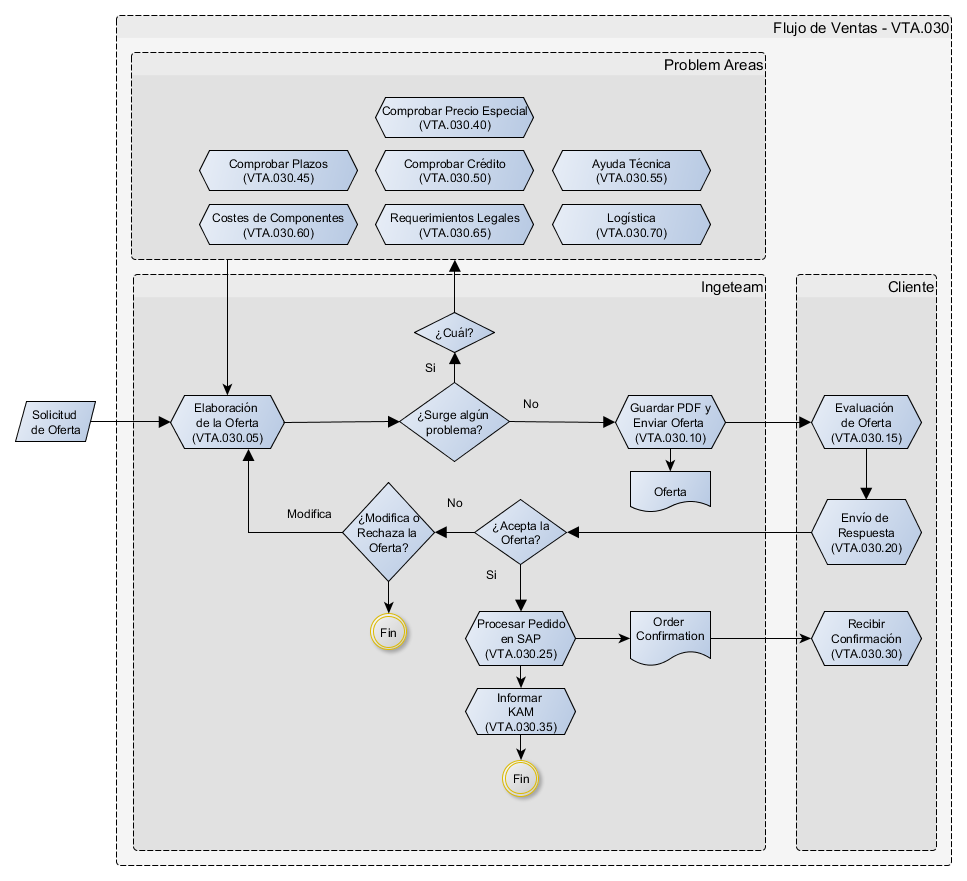 Flujo de Ventas - VTA.030
Problem Areas
Comprobar Precio Especial
(VTA.030.40)
Comprobar Plazos
(VTA.030.45)
Comprobar Crédito
(VTA.030.50)
Ayuda Técnica
(VTA.030.55)
Costes de Componentes
(VTA.030.60)
Requerimientos Legales
(VTA.030.65)
Logística
(VTA.030.70)
Ingeteam
Cliente
¿Cuál?
Si
Solicitud
de Oferta
Elaboración
de la Oferta
(VTA.030.05)
¿Surge algún
problema?
No
Guardar PDF y
Enviar Oferta
(VTA.030.10)
Evaluación
de Oferta
(VTA.030.15)
Oferta
Modifica
¿Modifica o
Rechaza la
Oferta?
No
¿Acepta la
Oferta?
Envío de
Respuesta
(VTA.030.20)
Si
Fin
Procesar Pedido
en SAP
(VTA.030.25)
Order
Confirmation
Recibir
Confirmación
(VTA.030.30)
Informar
KAM
(VTA.030.35)
Fin